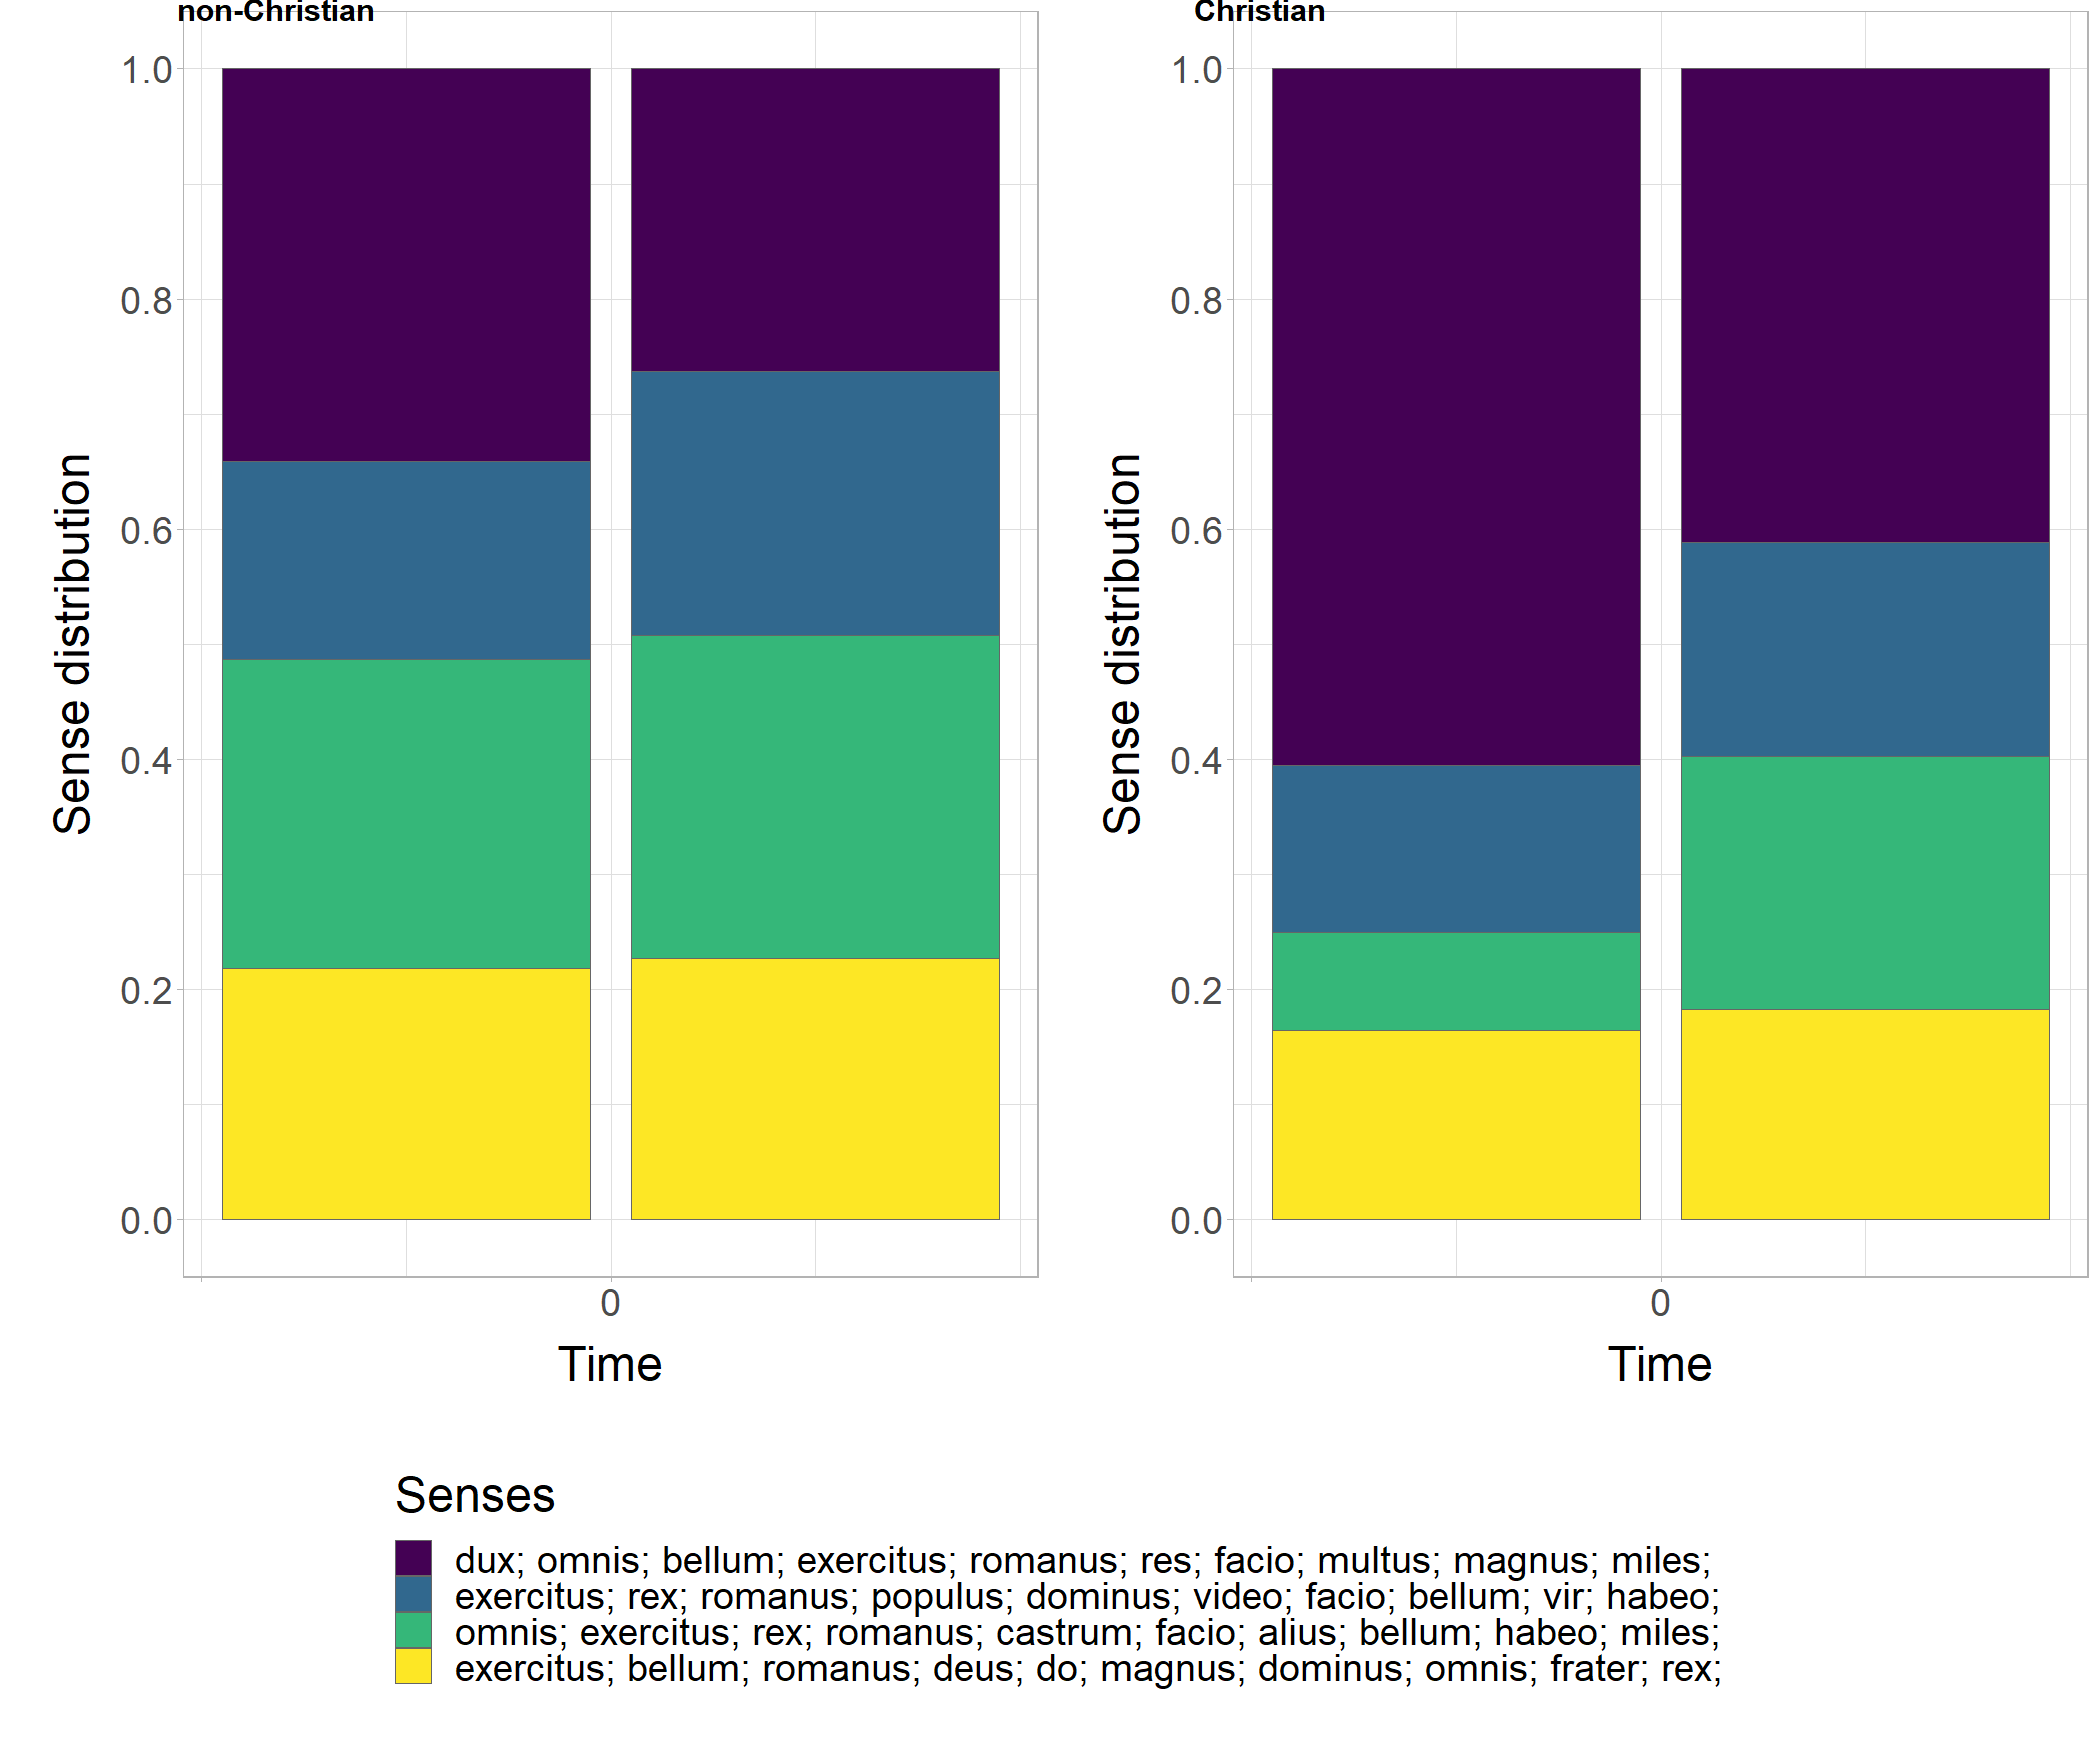 non-Christian
1.0
0.8
0.6
0.4
0.2
0.0
Sense distribution
0
Time
Christian
1.0
0.8
0.6
0.4
0.2
0.0
Sense distribution
0
Time
Senses
dux; omnis; bellum; exercitus; romanus; res; facio; multus; magnus; miles;
exercitus; rex; romanus; populus; dominus; video; facio; bellum; vir; habeo;
omnis; exercitus; rex; romanus; castrum; facio; alius; bellum; habeo; miles;
exercitus; bellum; romanus; deus; do; magnus; dominus; omnis; frater; rex;